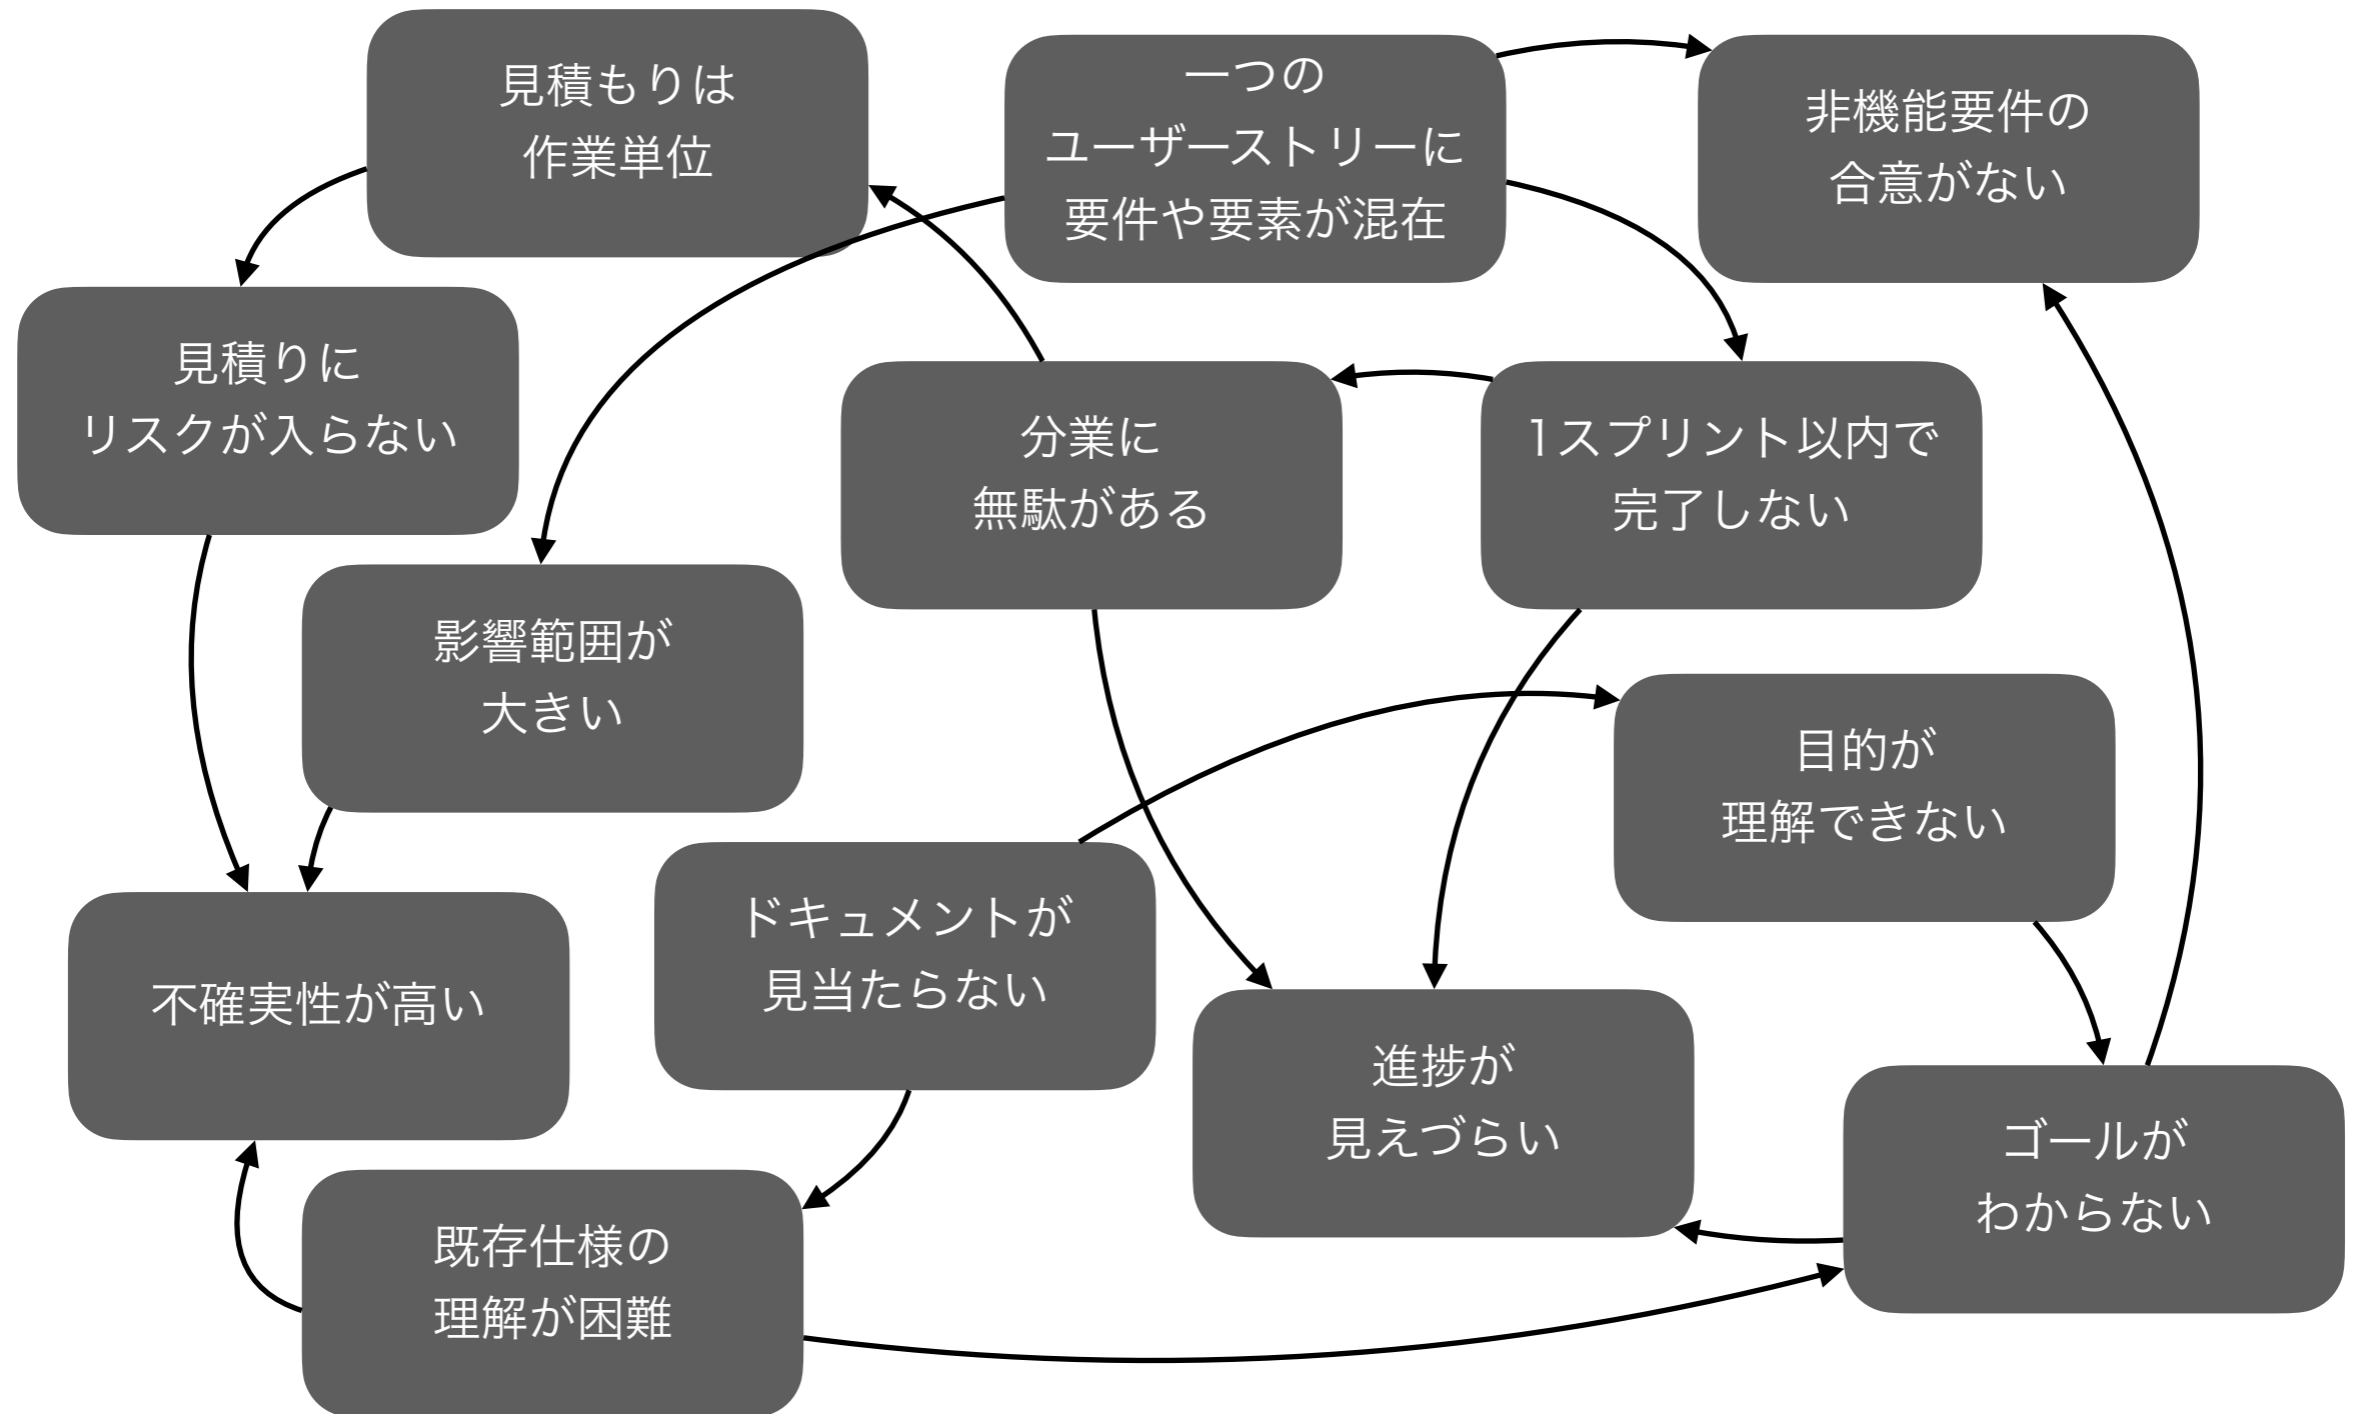 見積もりは
作業単位
一つの
ユーザーストリーに
要件や要素が混在
非機能要件の
合意がない
見積りに
リスクが入らない
分業に
無駄がある
1スプリント以内で
完了しない
影響範囲が
大きい
目的が
理解できない
ドキュメントが
見当たらない
不確実性が高い
進捗が
見えづらい
ゴールが
わからない
既存仕様の
理解が困難